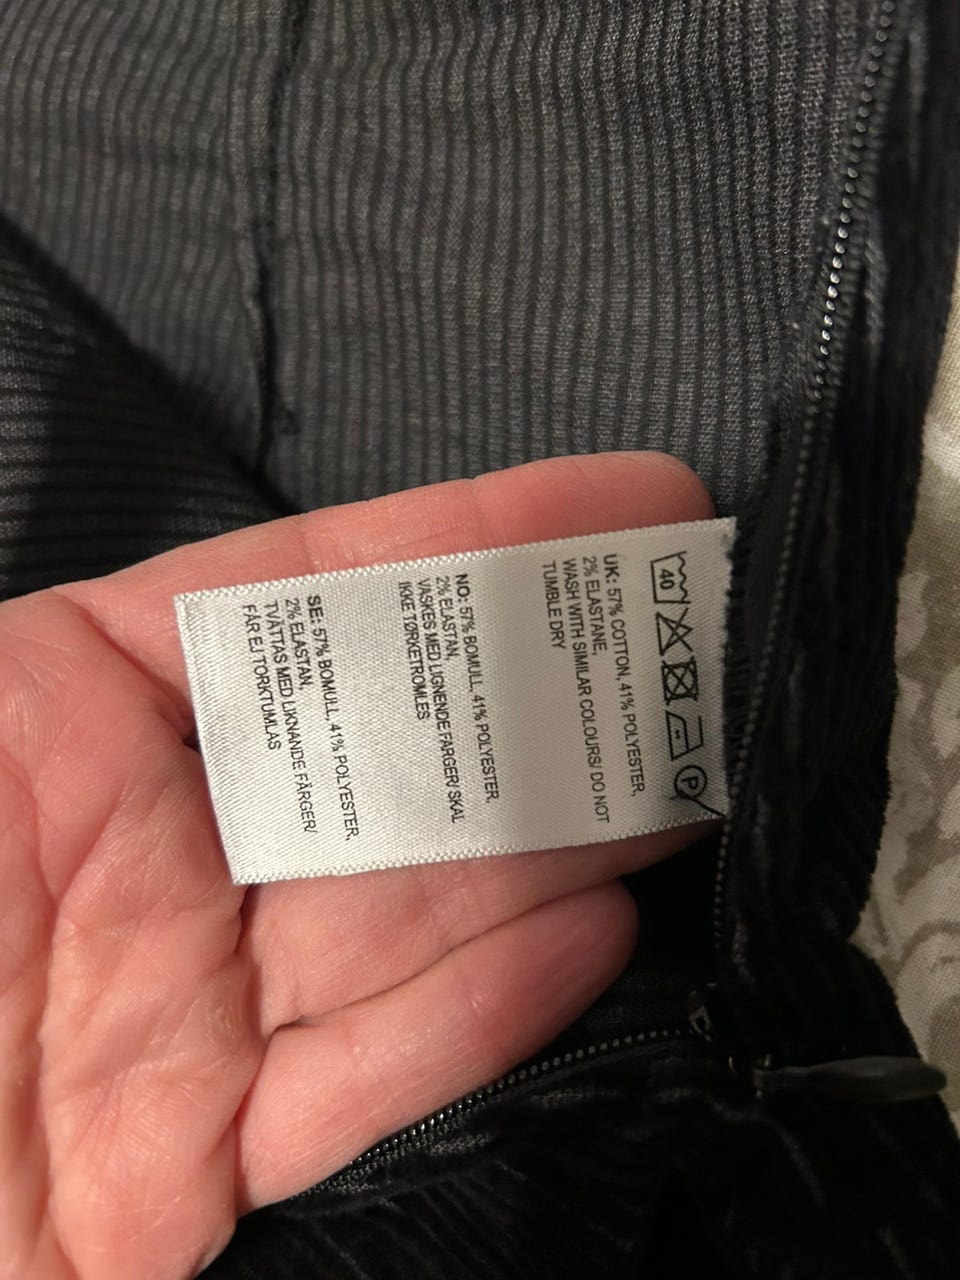 40 P
UK: 57% COTTON, 41% POLYESTER,
2% ELASTANE,
WASH WITH SIMILAR COLOURS/ DO NOT
TUMBLE DRY
NO: 57% BOMULL, 41% POLYESTER,
2% ELASTAN,
VASKES MED LIGNENDE FARGER/ SKAL
IKKE TØRKETROMLES
SE: 57% BOMULL, 41% POLYESTER,
2% ELASTAN,
TVÄTTAS MED LIKNANDE FÄRGER/
FÅR EJ TORKTUMLAS